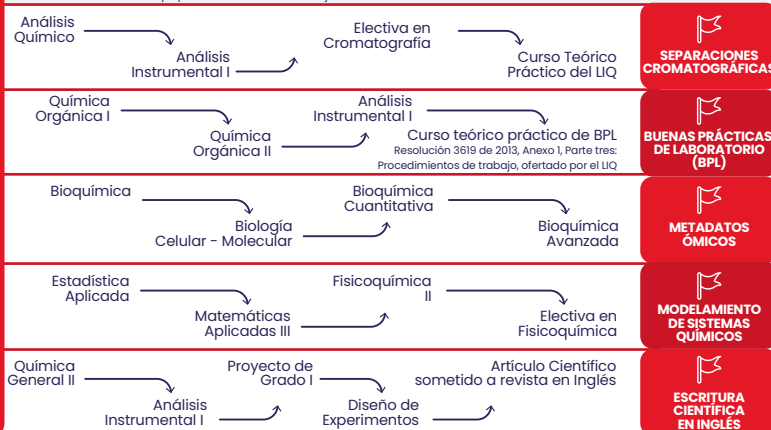 Análisis
Químico
Análisis
Instrumental I
Electiva en
Cromatografía
Curso Teórico
Práctico del LIQ
SEPARACIONES
CROMATOGRÁFICAS
Química
Orgánica I
Química
Orgánica II
Análisis
Instrumental I
Curso teórico práctico de BPL
Resolución 3619 de 2013, Anexo 1, Parte tres:
Procedimientos de trabajo, ofertado por el LIQ
BUENAS PRÁCTICAS
DE LABORATORIO
(BPL)
Bioquímica
Biología
Celular - Molecular
Bioquímica
Cuantitativa
Bioquímica
Avanzada
METADATOS
ÓMICOS
Estadística
Aplicada
Matemáticas
Aplicadas III
Fisicoquímica
II
Electiva en
Fisicoquímica
MODELAMIENTO
DE SISTEMAS
QUÍMICOS
Química
General II
Análisis
Instrumental I
Proyecto de
Grado I
Diseño de
Experimentos
Artículo Científico
sometido a revista en Inglés
ESCRITURA
CIENTÍFICA
EN INGLÉS